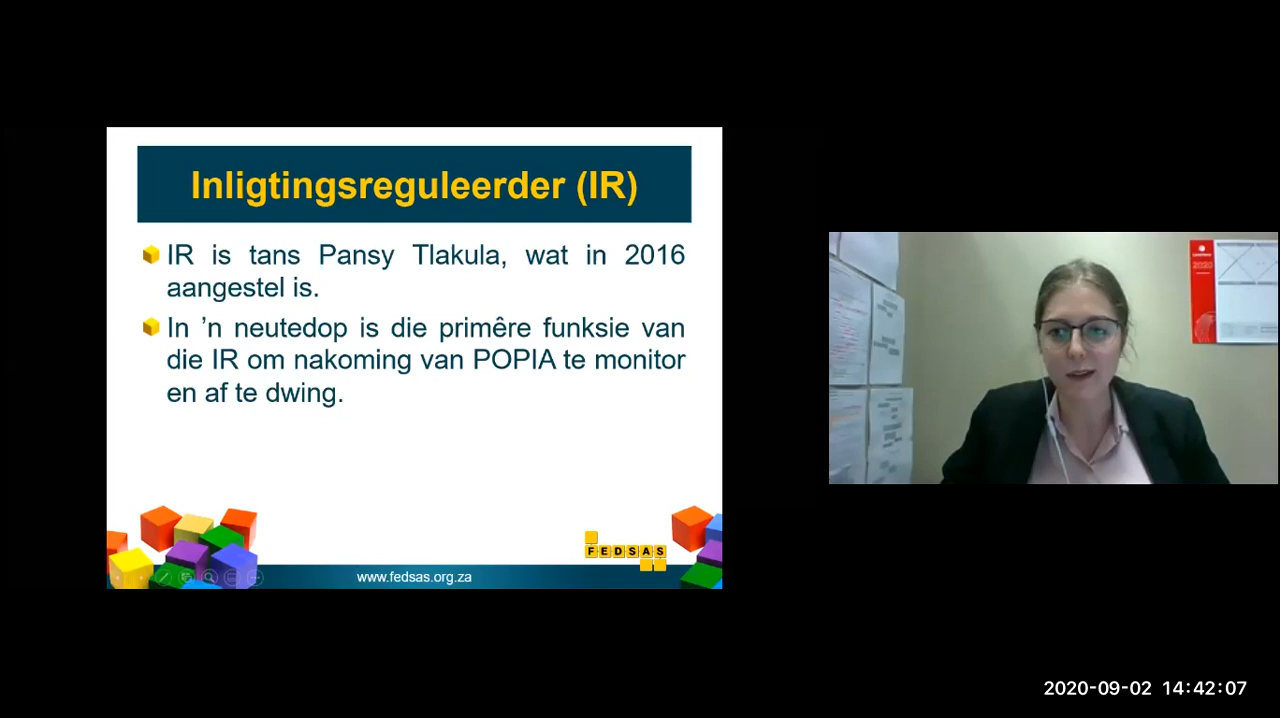 Inligtingsreguleerder (IR)
IR is tans Pansy Tlakula, wat in 2016
aangestel is.
In ’n neutedop is die primêre funksie van
die IR om nakoming van POPIA te monitor
en af te dwing.
FEDSAS
www.fedsas.org.za
2020
2020-09-02 14:42:07